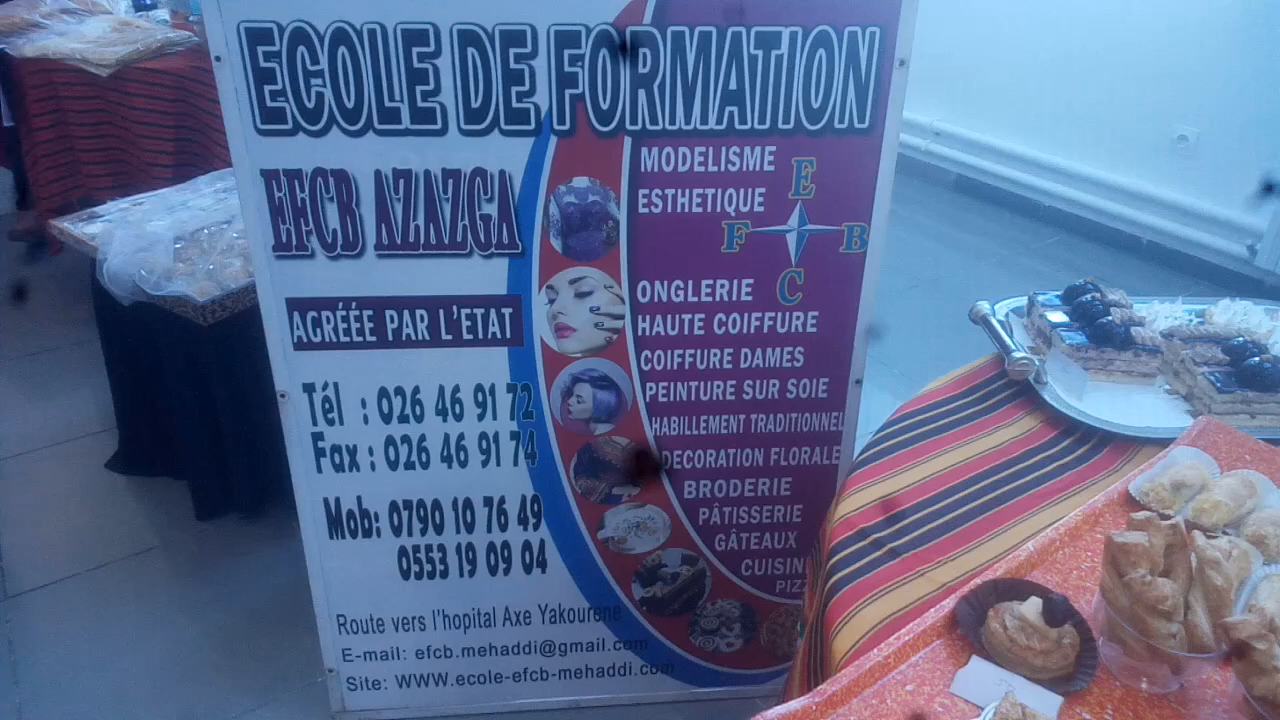 ECOLE DE FORMATION
EFCB AZAZGA
AGRÉÉE PAR L'ETAT
Tél : 026 46 91 72
Fax : 026 46 91 74
Mob: 0790 10 76 49
0553 19 09 04
Route vers l'hopital Axe Yakourene
E-mail: efcb.mehaddi@gmail.com
Site: WWW.ecole-efcb-mehaddi.com
MODELISME
ESTHETIQUE
E
F B
C
ONGLERIE
HAUTE COIFFURE
COIFFURE DAMES
PEINTURE SUR SOIE
HABILLEMENT TRADITIONNEL
DECORATION FLORALE
BRODERIE
PÂTISSERIE
GÂTEAUX
CUISIN
PIZZ